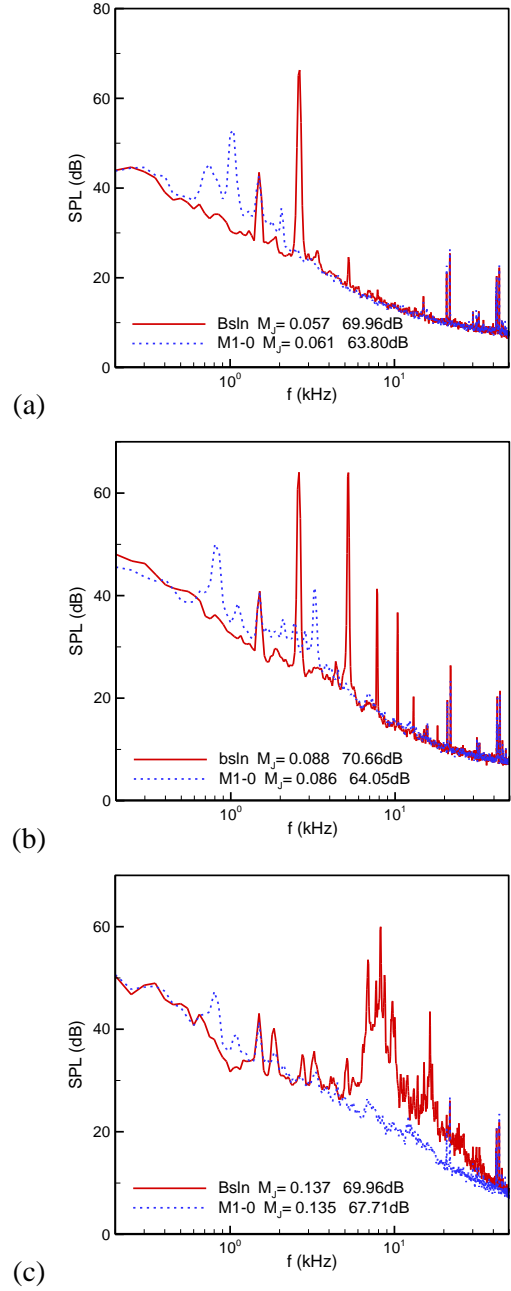 80
60
40
20
0
SPL (dB)
Bsln M_J= 0.057 69.96dB
M1-0 M_J= 0.061 63.80dB
10^0 10^1
f (kHz)
(a)
60
40
20
0
SPL (dB)
bsln M_J= 0.088 70.66dB
M1-0 M_J= 0.086 64.05dB
10^0 10^1
f (kHz)
(b)
60
40
20
0
SPL (dB)
Bsln M_J= 0.137 69.96dB
M1-0 M_J= 0.135 67.71dB
10^0 10^1
f (kHz)
(c)